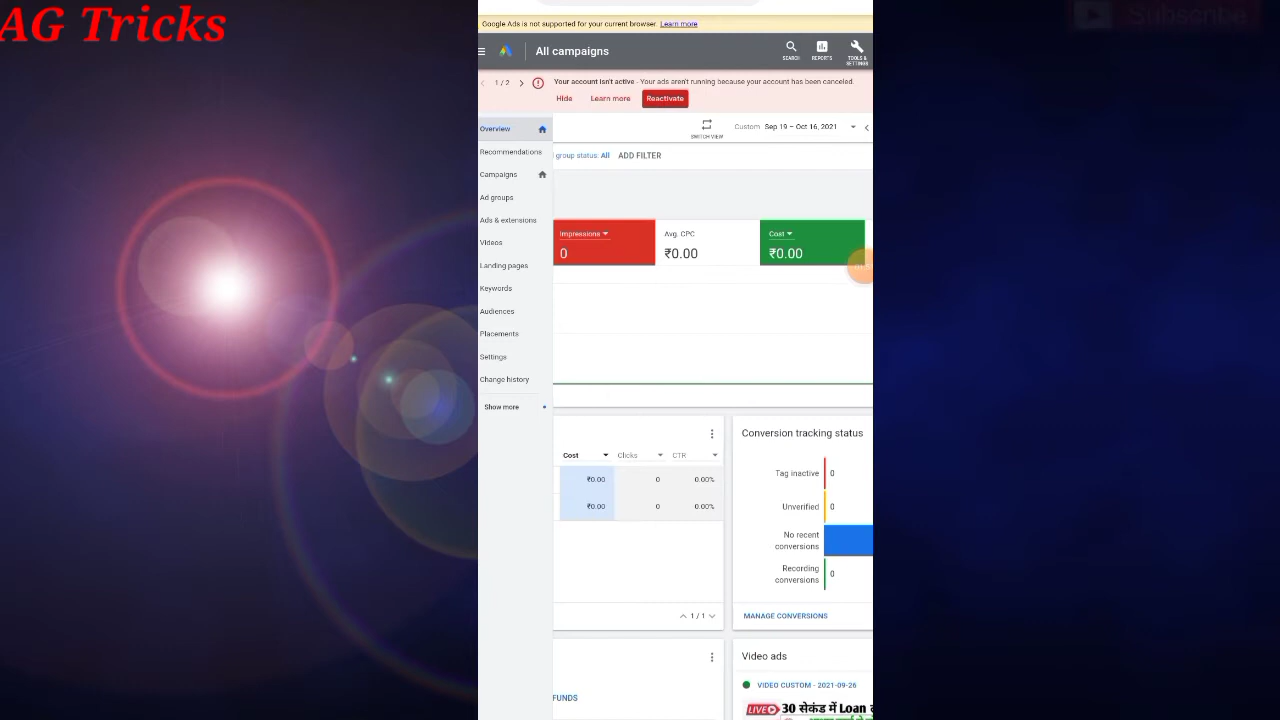 AG Tricks
Subscribe
Google Ads is not supported for your current browser. Learn more
All campaigns
SEARCH
REPORTS
TOOLS &
SETTINGS
1 / 2
Your account isn't active - Your ads aren't running because your account has been canceled.
Hide
Learn more
Reactivate
Overview
Recommendations
Campaigns
Ad groups
Ads & extensions
Videos
Landing pages
Keywords
Audiences
Placements
Settings
Change history
Show more
SWITCH VIEW
Custom Sep 19 – Oct 16, 2021
group status: All
ADD FILTER
Impressions
0
Avg. CPC
₹0.00
Cost
₹0.00
Cost
Clicks
CTR
₹0.00 0 0.00%
₹0.00 0 0.00%
1 / 1
Conversion tracking status
Tag inactive 0
Unverified 0
No recent
conversions
Recording
conversions
0
MANAGE CONVERSIONS
FUNDS
Video ads
VIDEO CUSTOM - 2021-09-26
LIVE 30 सेकंड में Loan